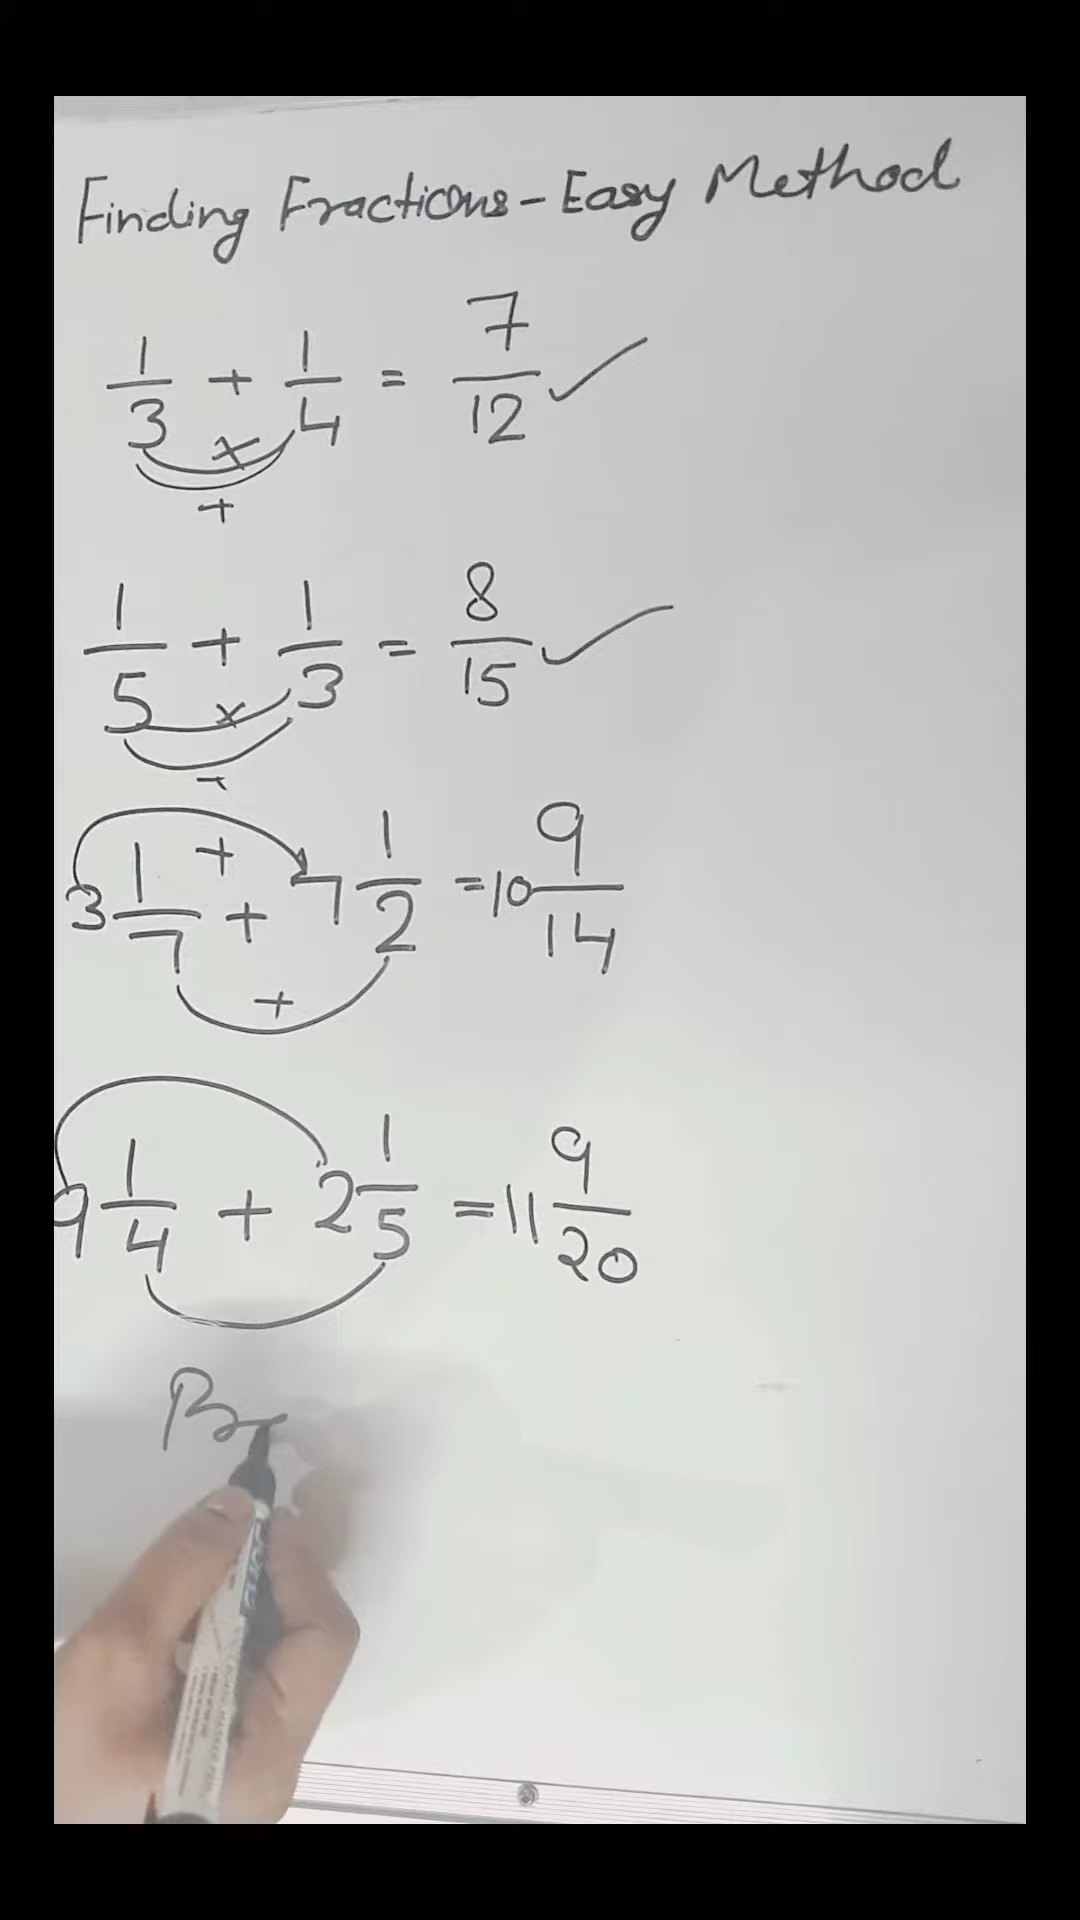 Finding Fractions - Easy Method
1/3 + 1/4 = 7/12 ✓
×
+
1/5 + 1/3 = 8/15 ✓
×
+
+
3 1/7 + 7 1/2 = 10 9/14
+
9 1/4 + 2 1/5 = 11 9/20